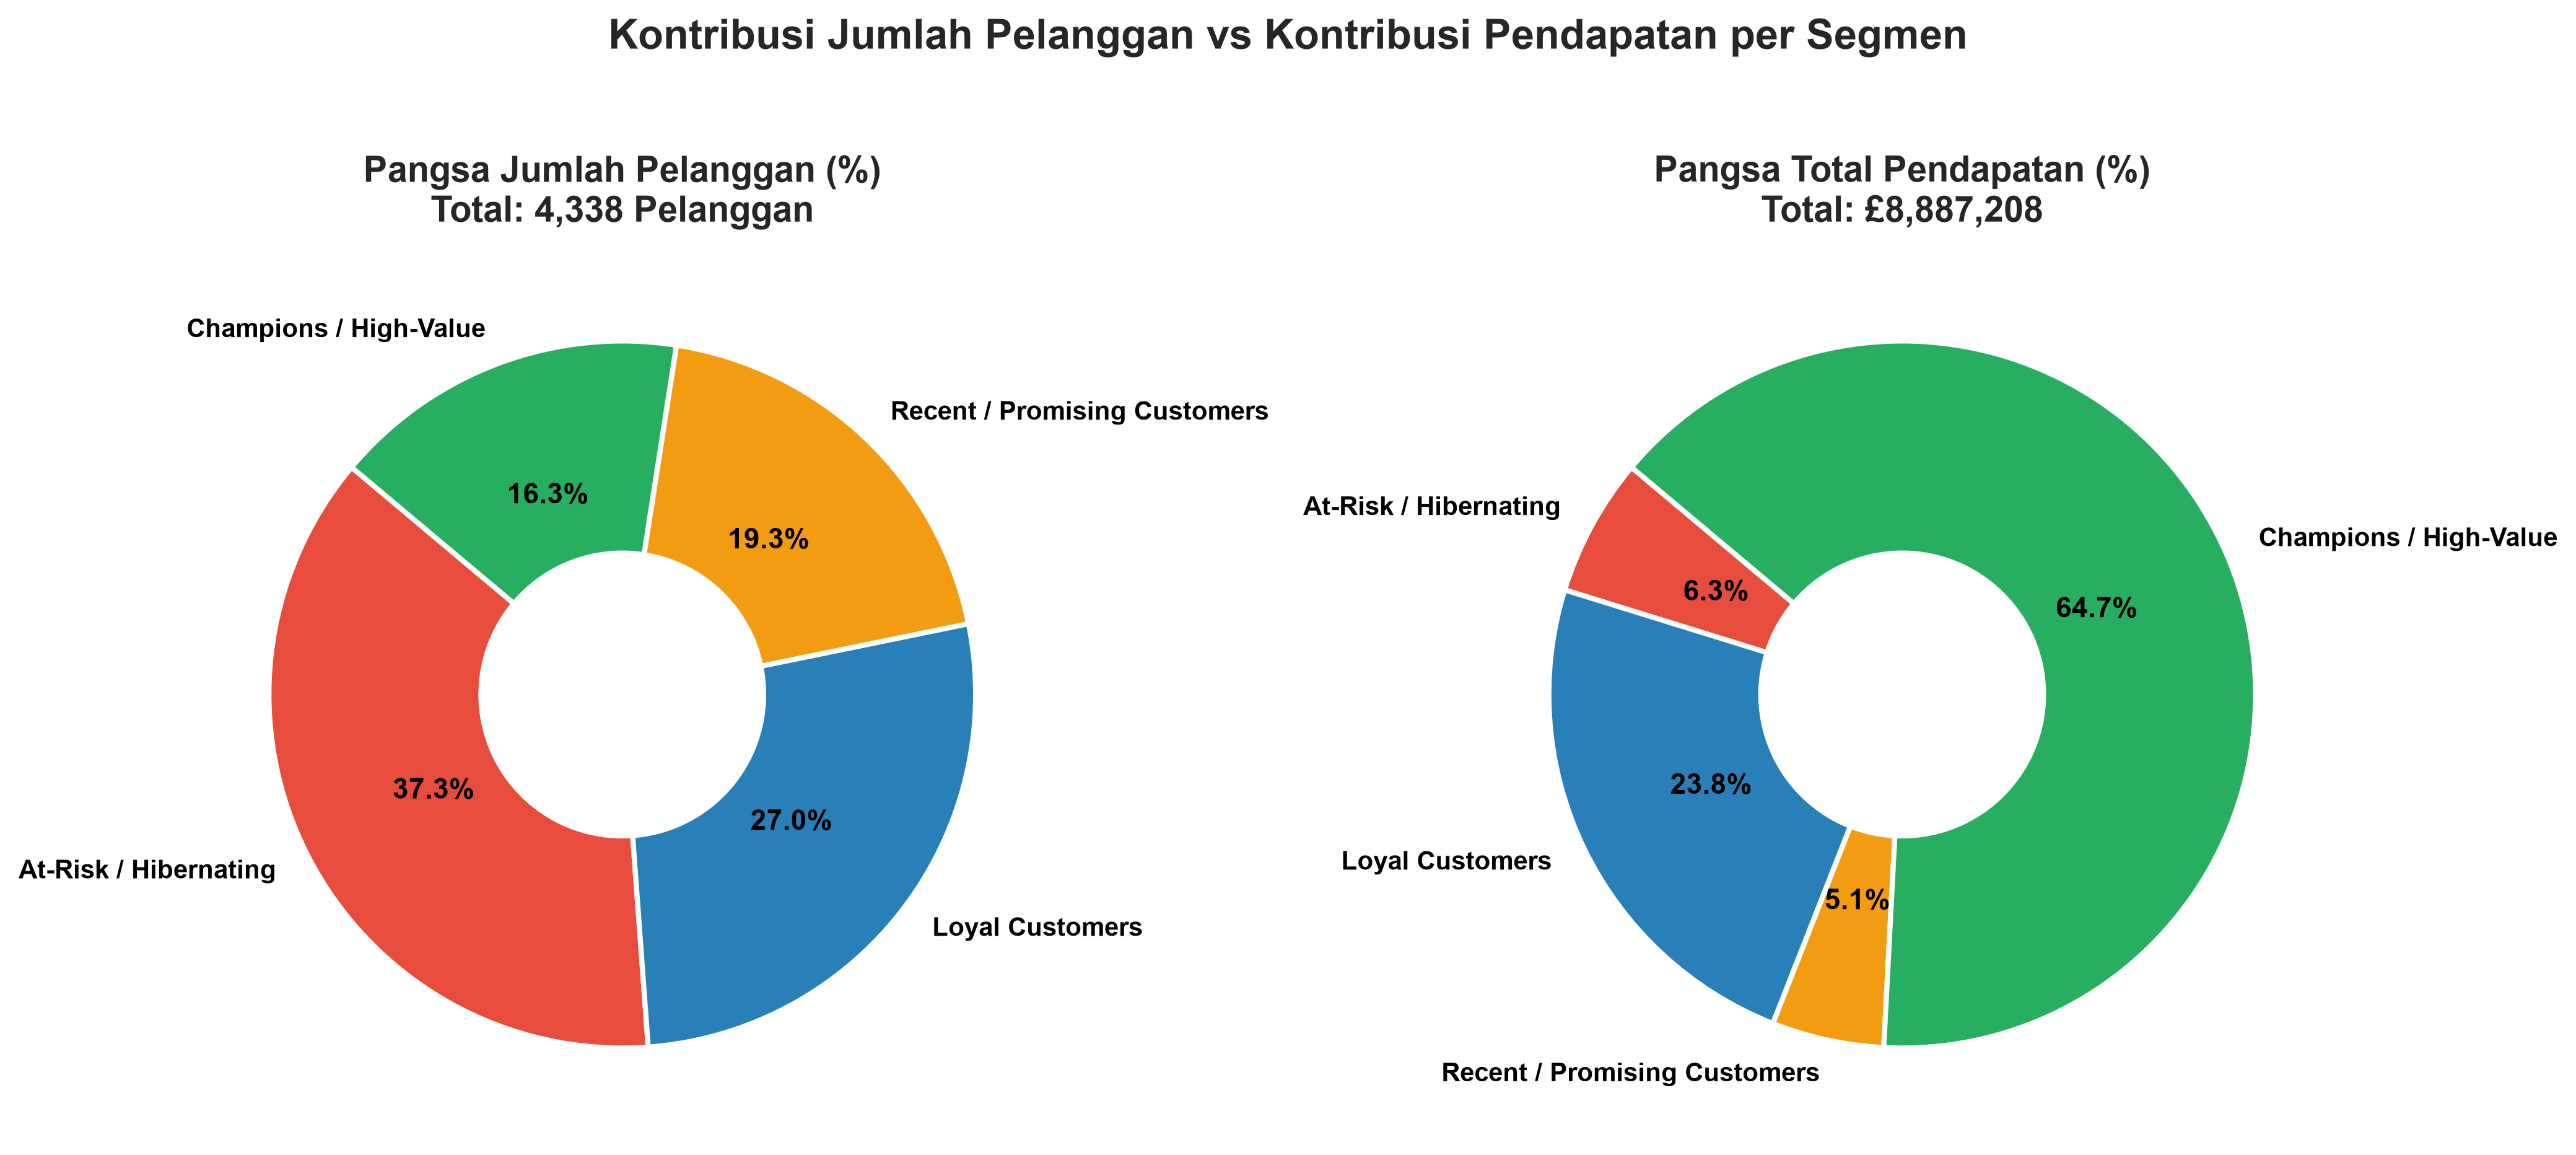 Kontribusi Jumlah Pelanggan vs Kontribusi Pendapatan per Segmen
Pangsa Jumlah Pelanggan (%)
Total: 4,338 Pelanggan
Champions / High-Value
Recent / Promising Customers
16.3%
19.3%
37.3%
27.0%
At-Risk / Hibernating
Loyal Customers
Pangsa Total Pendapatan (%)
Total: £8,887,208
At-Risk / Hibernating
Champions / High-Value
6.3%
64.7%
23.8%
Loyal Customers
5.1%
Recent / Promising Customers